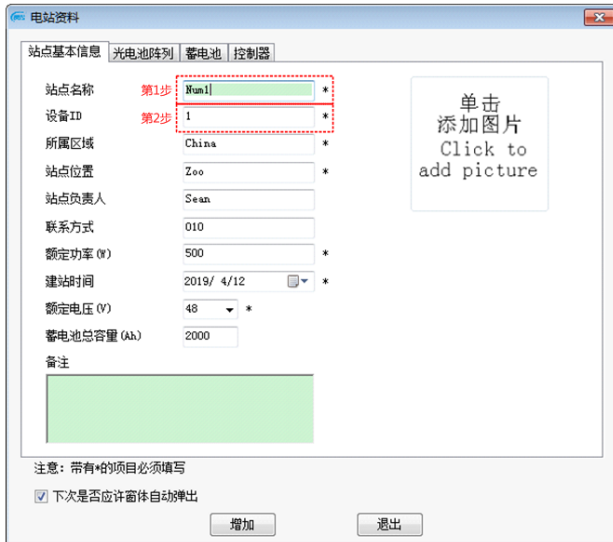 电站资料
站点基本信息 光电池阵列 蓄电池 控制器
站点名称 第1步 Num1 *
设备ID 第2步 1 *
所属区域 China *
站点位置 Zoo *
站点负责人 Sean
联系方式 010
额定功率(W) 500 *
建站时间 2019/ 4/12 *
额定电压(V) 48 *
蓄电池总容量(Ah) 2000
备注
单击
添加图片
Click to
add picture
注意：带有*的项目必须填写
下次是否应许窗体自动弹出
增加 退出